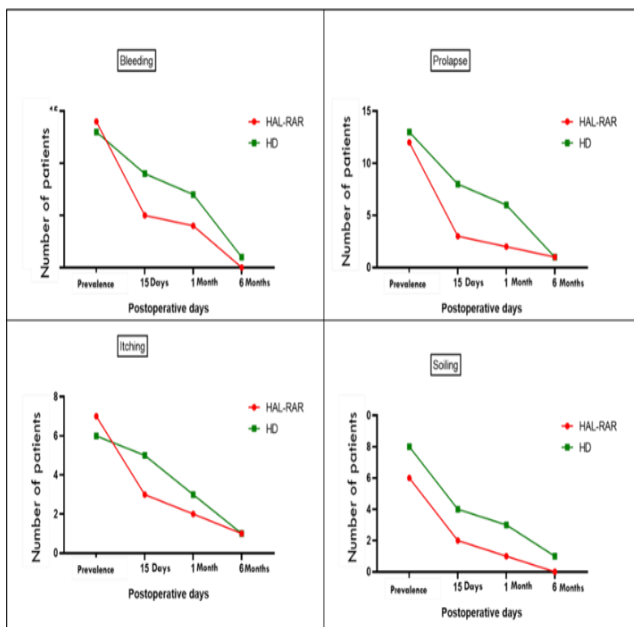 Bleeding
Number of patients
HAL-RAR
HD
Prevalence
15 Days
1 Month
6 Months
Postoperative days
Prolapse
Number of patients
15
10
5
0
HAL-RAR
HD
Prevalence
15 Days
1 Month
6 Months
Postoperative days
Itching
Number of patients
8
6
4
2
0
HAL-RAR
HD
Prevalence
15 Days
1 Month
6 Months
Postoperative days
Soiling
Number of patients
0
8
6
4
2
0
HAL-RAR
HD
Prevalence
15 Days
1 Month
6 Months
Postoperative days